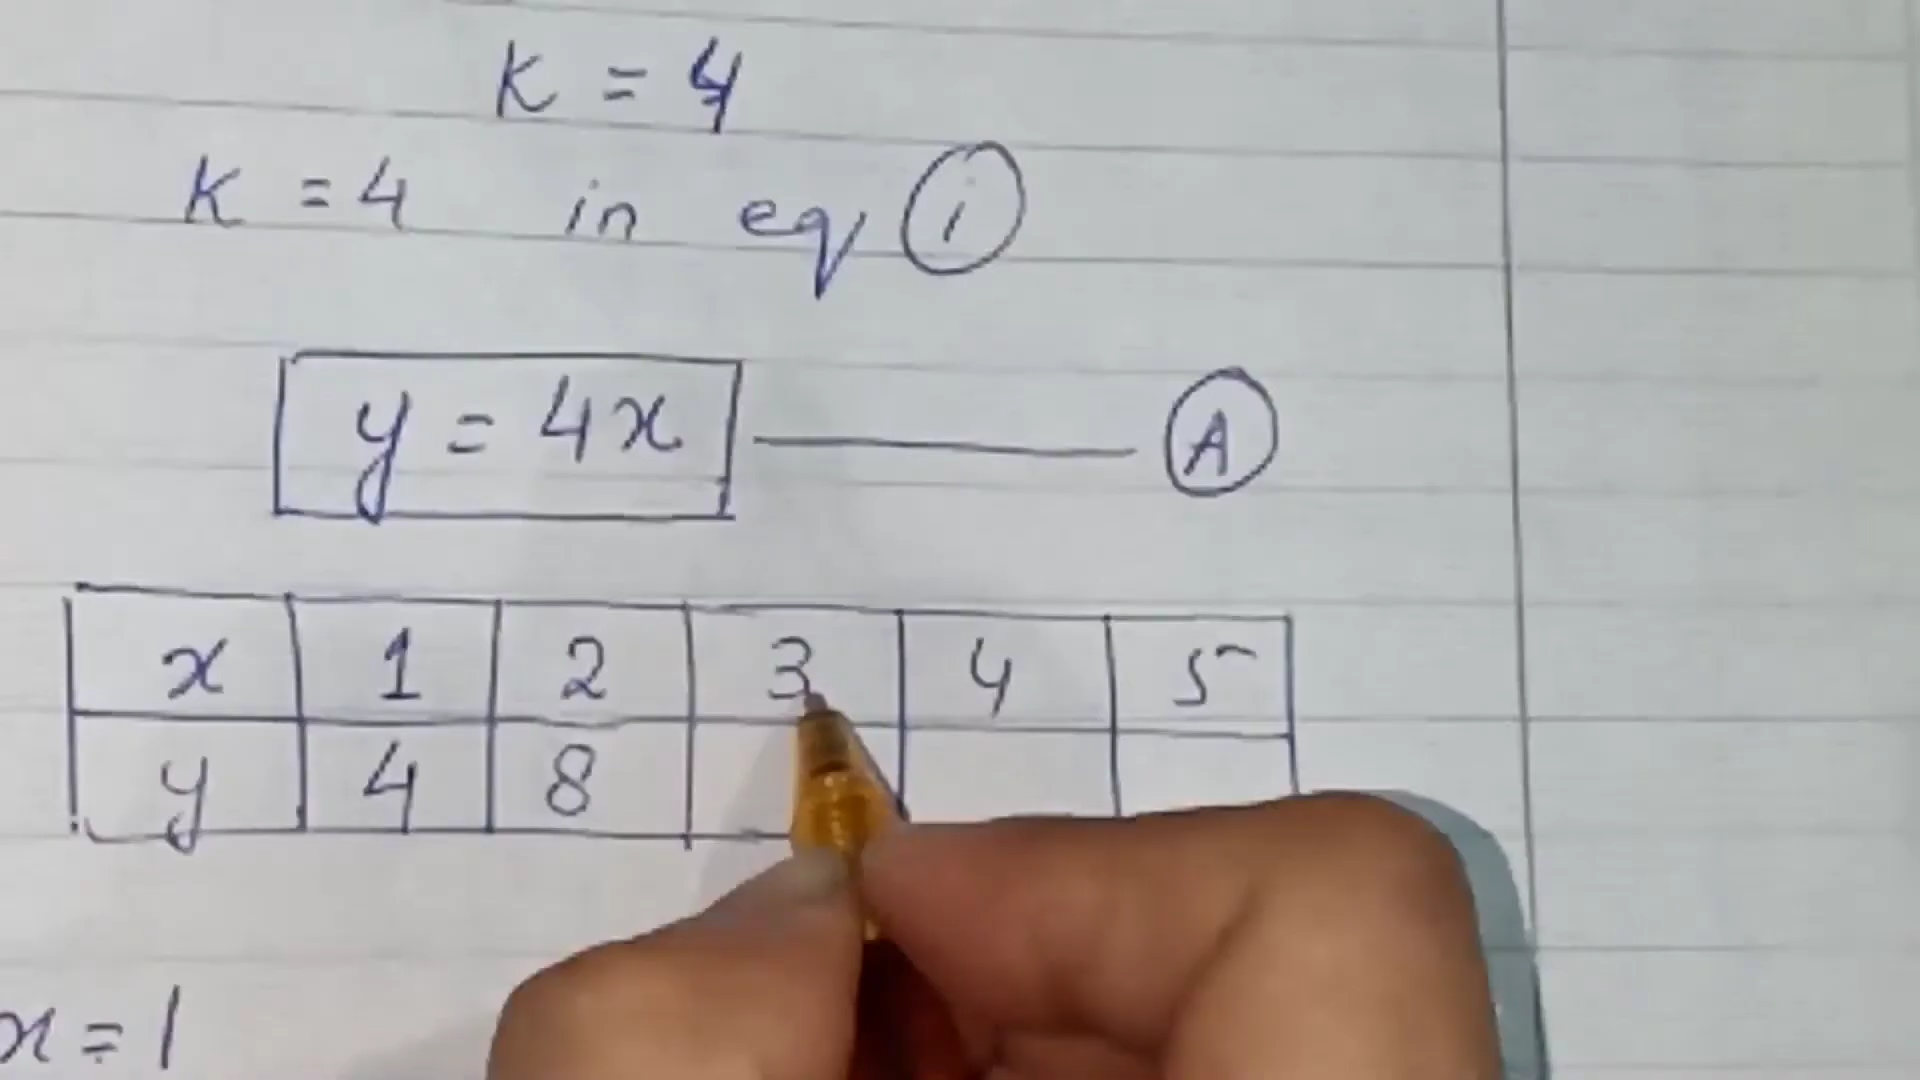 K = 4
K = 4 in eq i
y = 4x A
x 1 2 3 4 5
y 4 8
x = 1